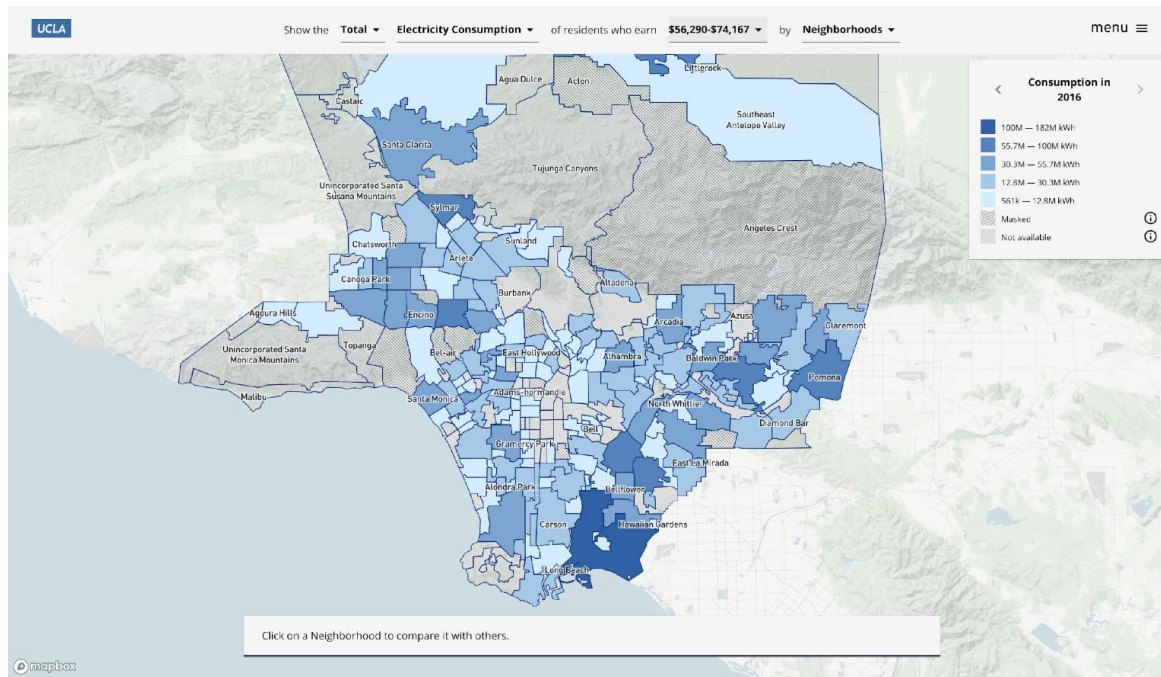 UCLA
Show the Total Electricity Consumption of residents who earn $56,290-$74,167 by Neighborhoods
menu
Consumption in
2016
100M — 182M kWh
55.7M — 100M kWh
30.3M — 55.7M kWh
12.8M — 30.3M kWh
561k — 12.8M kWh
Masked
Not available
Littlerock
Agua Dulce
Acton
Castaic
Southeast
Antelope Valley
Santa Clarita
Tujunga Canyons
Unincorporated Santa
Susana Mountains
Sylmar
Angeles Crest
Chatsworth
Sunland
Arleta
Canoga Park
Altadena
Burbank
Agoura Hills
Encino
Azusa
Arcadia
Claremont
Topanga
Unincorporated Santa
Monica Mountains
Bel-air
East Hollywood
Alhambra
Baldwin Park
Pomona
Malibu
Santa Monica
Adams-normandie
North Whittier
Diamond Bar
Bell
Gramercy Park
East La Mirada
Alondra Park
Bellflower
Carson
Hawaiian Gardens
Long Beach
Click on a Neighborhood to compare it with others.
mapbox